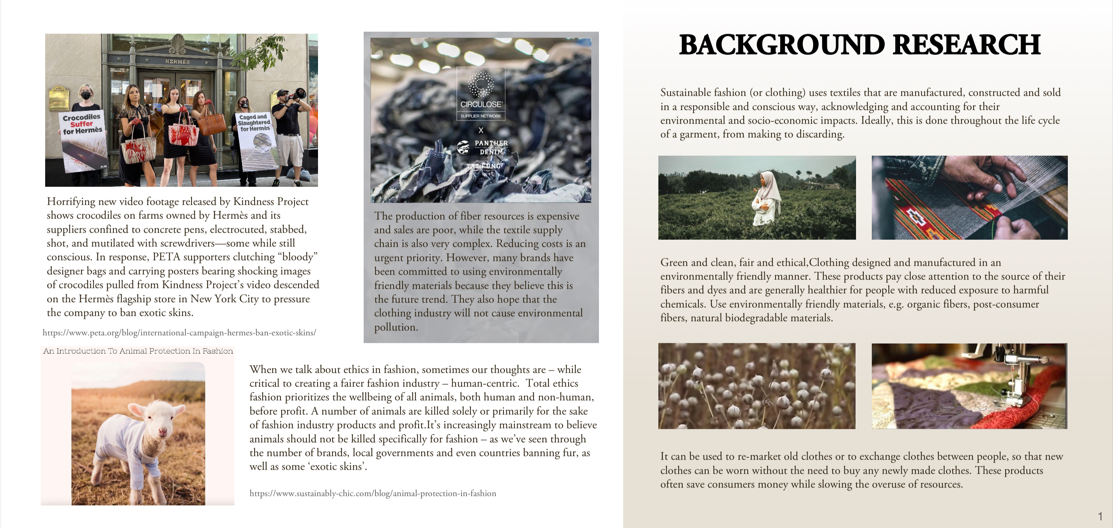 HERMÈS
Crocodiles
Suffer
for Hermès
Caged and
Slaughtered
for Hermès
Horrifying new video footage released by Kindness Project
shows crocodiles on farms owned by Hermès and its
suppliers confined to concrete pens, electrocuted, stabbed,
shot, and mutilated with screwdrivers—some while still
conscious. In response, PETA supporters clutching “bloody”
designer bags and carrying posters bearing shocking images
of crocodiles pulled from Kindness Project’s video descended
on the Hermès flagship store in New York City to pressure
the company to ban exotic skins.
https://www.peta.org/blog/international-campaign-hermes-ban-exotic-skins/
CIRCULOSE
SUPPLIER NETWORK
X
PANTHER
DENIM
The production of fiber resources is expensive
and sales are poor, while the textile supply
chain is also very complex. Reducing costs is an
urgent priority. However, many brands have
been committed to using environmentally
friendly materials because they believe this is
the future trend. They also hope that the
clothing industry will not cause environmental
pollution.
An Introduction To Animal Protection In Fashion
When we talk about ethics in fashion, sometimes our thoughts are – while
critical to creating a fairer fashion industry – human-centric. Total ethics
fashion prioritizes the wellbeing of all animals, both human and non-human,
before profit. A number of animals are killed solely or primarily for the sake
of fashion industry products and profit.It’s increasingly mainstream to believe
animals should not be killed specifically for fashion – as we’ve seen through
the number of brands, local governments and even countries banning fur, as
well as some ‘exotic skins’.
https://www.sustainably-chic.com/blog/animal-protection-in-fashion
BACKGROUND RESEARCH
Sustainable fashion (or clothing) uses textiles that are manufactured, constructed and sold
in a responsible and conscious way, acknowledging and accounting for their
environmental and socio-economic impacts. Ideally, this is done throughout the life cycle
of a garment, from making to discarding.
Green and clean, fair and ethical,Clothing designed and manufactured in an
environmentally friendly manner. These products pay close attention to the source of their
fibers and dyes and are generally healthier for people with reduced exposure to harmful
chemicals. Use environmentally friendly materials, e.g. organic fibers, post-consumer
fibers, natural biodegradable materials.
It can be used to re-market old clothes or to exchange clothes between people, so that new
clothes can be worn without the need to buy any newly made clothes. These products
often save consumers money while slowing the overuse of resources.
1